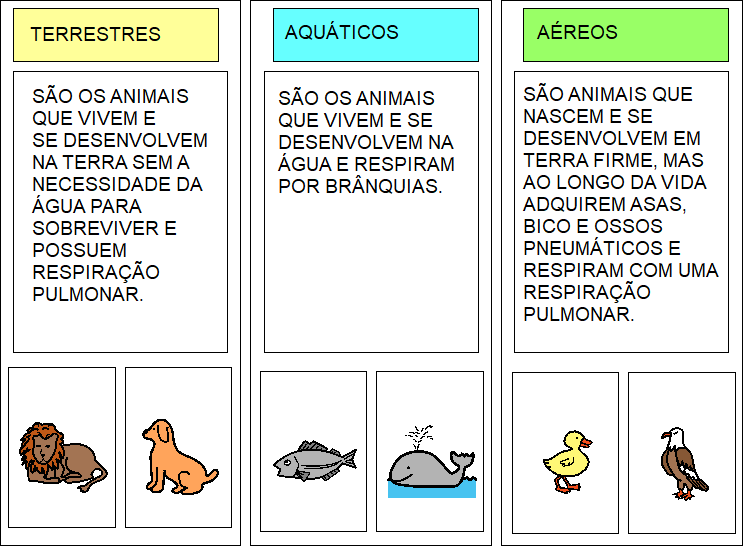 TERRESTRES
SÃO OS ANIMAIS
QUE VIVEM E
SE DESENVOLVEM
NA TERRA SEM A
NECESSIDADE DA
ÁGUA PARA
SOBREVIVER E
POSSUEM
RESPIRAÇÃO
PULMONAR.
AQUÁTICOS
SÃO OS ANIMAIS
QUE VIVEM E SE
DESENVOLVEM NA
ÁGUA E RESPIRAM
POR BRÂNQUIAS.
AÉREOS
SÃO ANIMAIS QUE
NASCEM E SE
DESENVOLVEM EM
TERRA FIRME, MAS
AO LONGO DA VIDA
ADQUIREM ASAS,
BICO E OSSOS
PNEUMÁTICOS E
RESPIRAM COM UMA
RESPIRAÇÃO
PULMONAR.